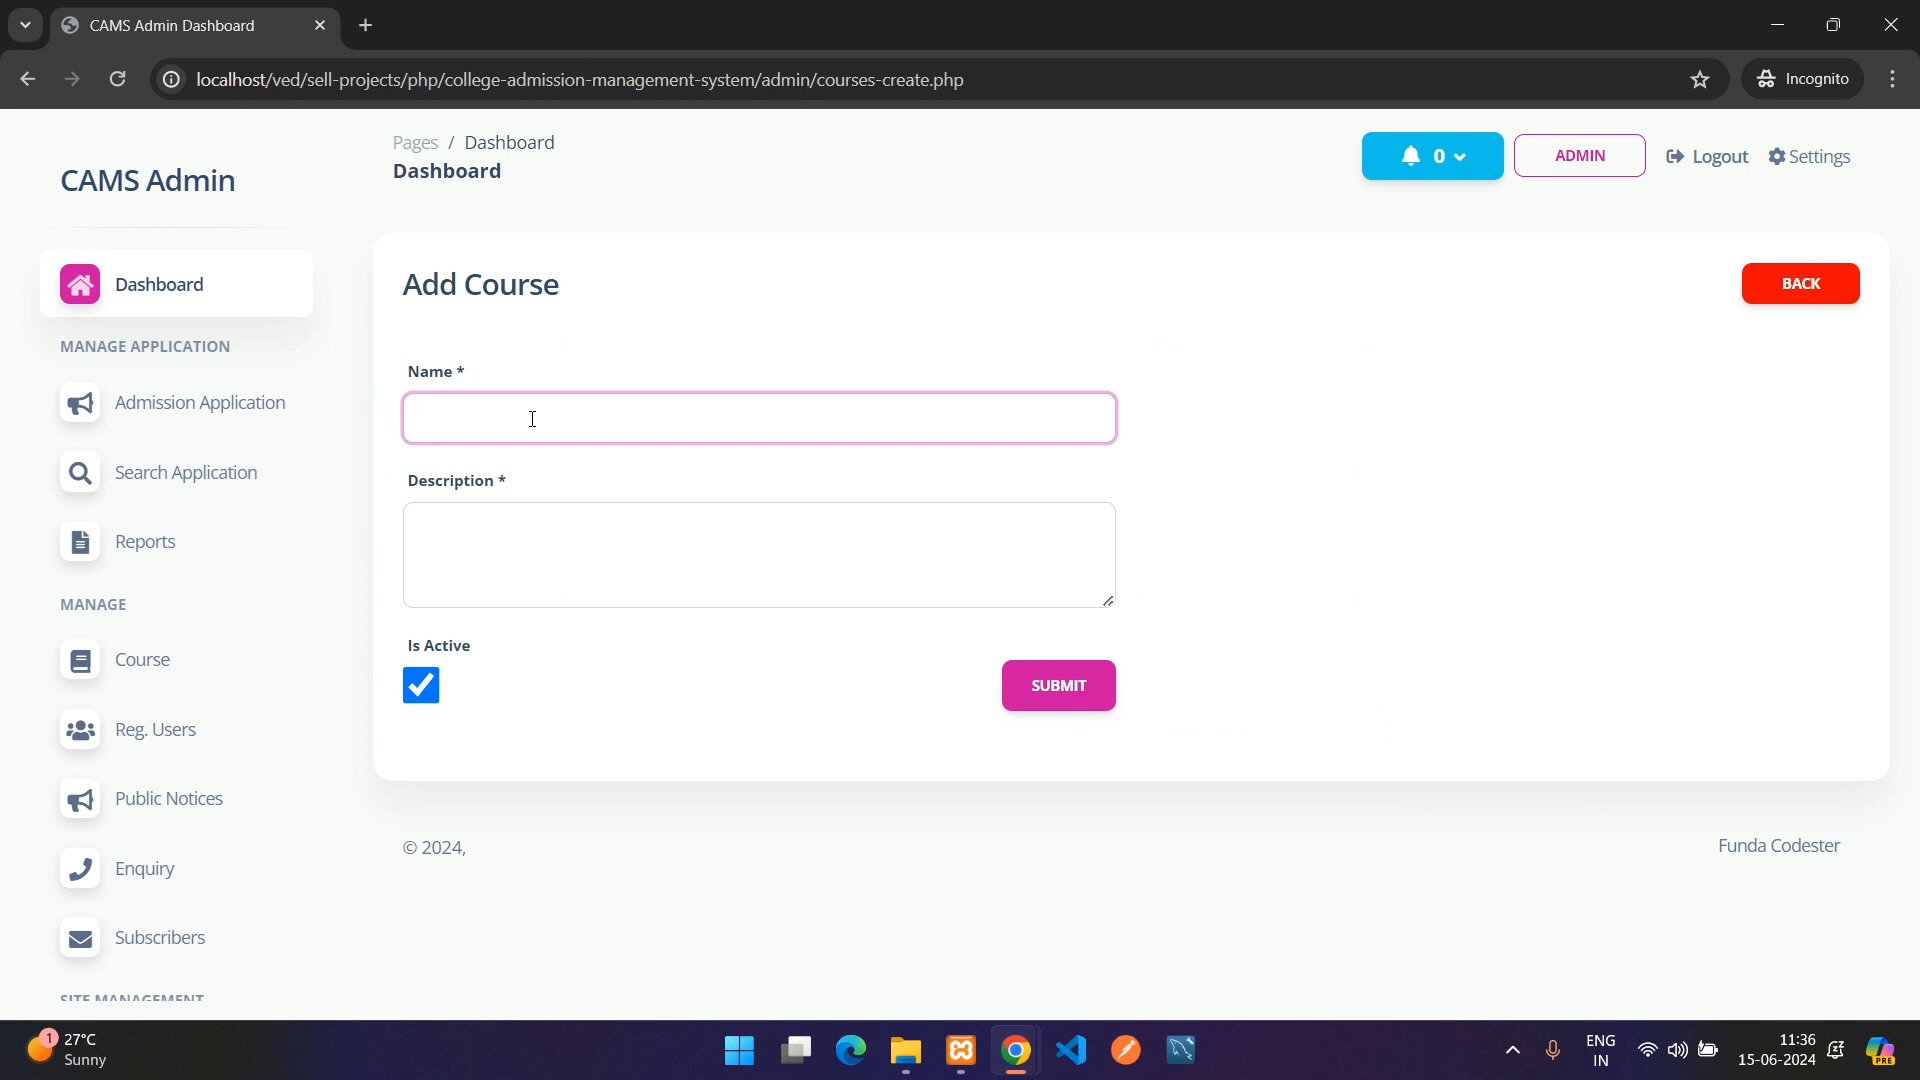 CAMS Admin Dashboard
localhost/ved/sell-projects/php/college-admission-management-system/admin/courses-create.php
Incognito
CAMS Admin
Pages / Dashboard
Dashboard
0
ADMIN
Logout
Settings
Dashboard
MANAGE APPLICATION
Admission Application
Search Application
Reports
MANAGE
Course
Reg. Users
Public Notices
Enquiry
Subscribers
SITE MANAGEMENT
Add Course
BACK
Name *
Description *
Is Active
SUBMIT
© 2024,
Funda Codester
1
27°C
Sunny
ENG
IN
11:36
15-06-2024
PRE